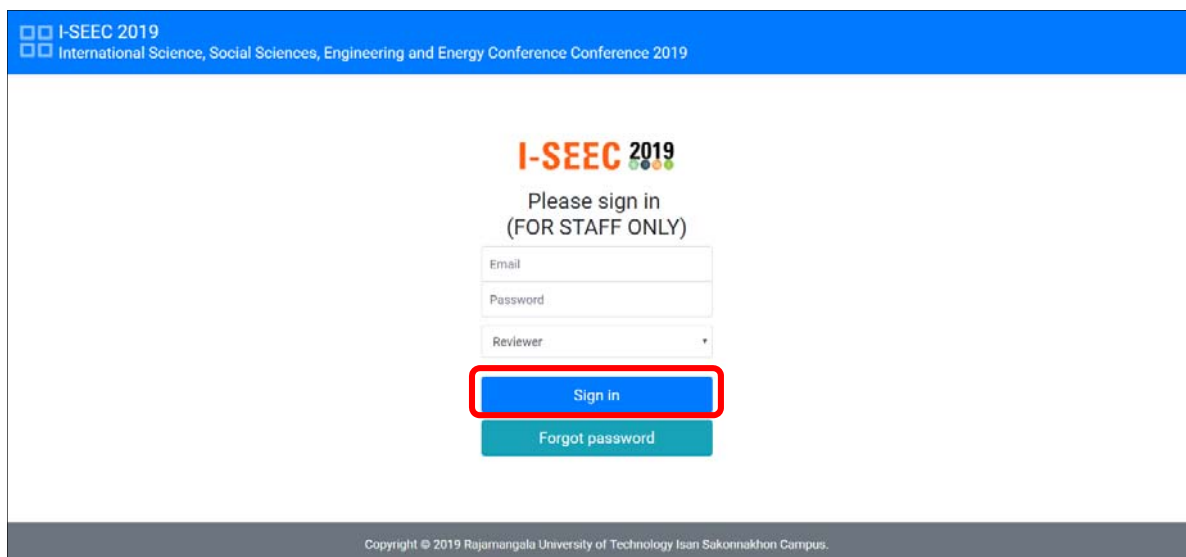 I-SEEC 2019
International Science, Social Sciences, Engineering and Energy Conference Conference 2019
I-SEEC 2019
Please sign in
(FOR STAFF ONLY)
Email
Password
Reviewer
Sign in
Forgot password
Copyright © 2019 Rajamangala University of Technology Isan Sakonnakhon Campus.